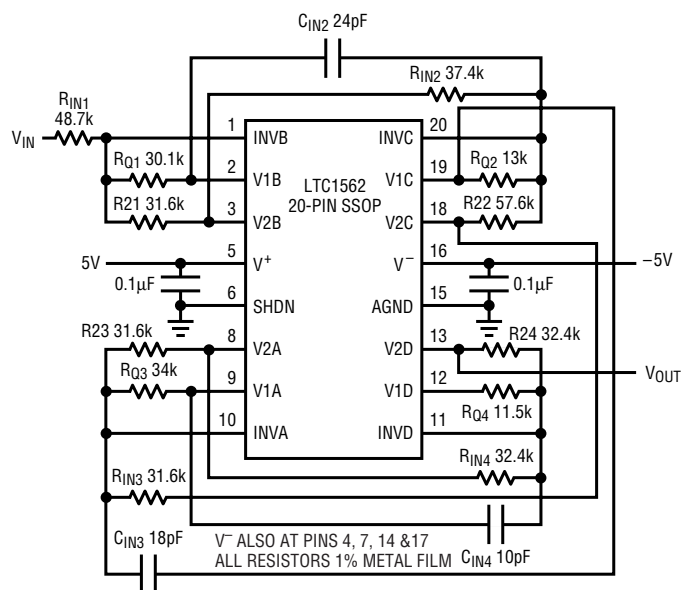 CIN2 24pF
RIN2 37.4k
RIN1
48.7k
VIN
1 INVB INVC 20
RQ1 30.1k 2 V1B V1C 19 RQ2 13k
LTC1562
20-PIN SSOP
R21 31.6k 3 V2B V2C 18 R22 57.6k
5V 5 V+ V– 16 –5V
0.1µF 0.1µF
6 SHDN AGND 15
R23 31.6k 8 V2A V2D 13 R24 32.4k
RQ3 34k 9 V1A V1D 12 VOUT
RQ4 11.5k
10 INVA INVD 11
RIN4 32.4k
RIN3 31.6k
CIN3 18pF
V– ALSO AT PINS 4, 7, 14 &17
ALL RESISTORS 1% METAL FILM
CIN4 10pF